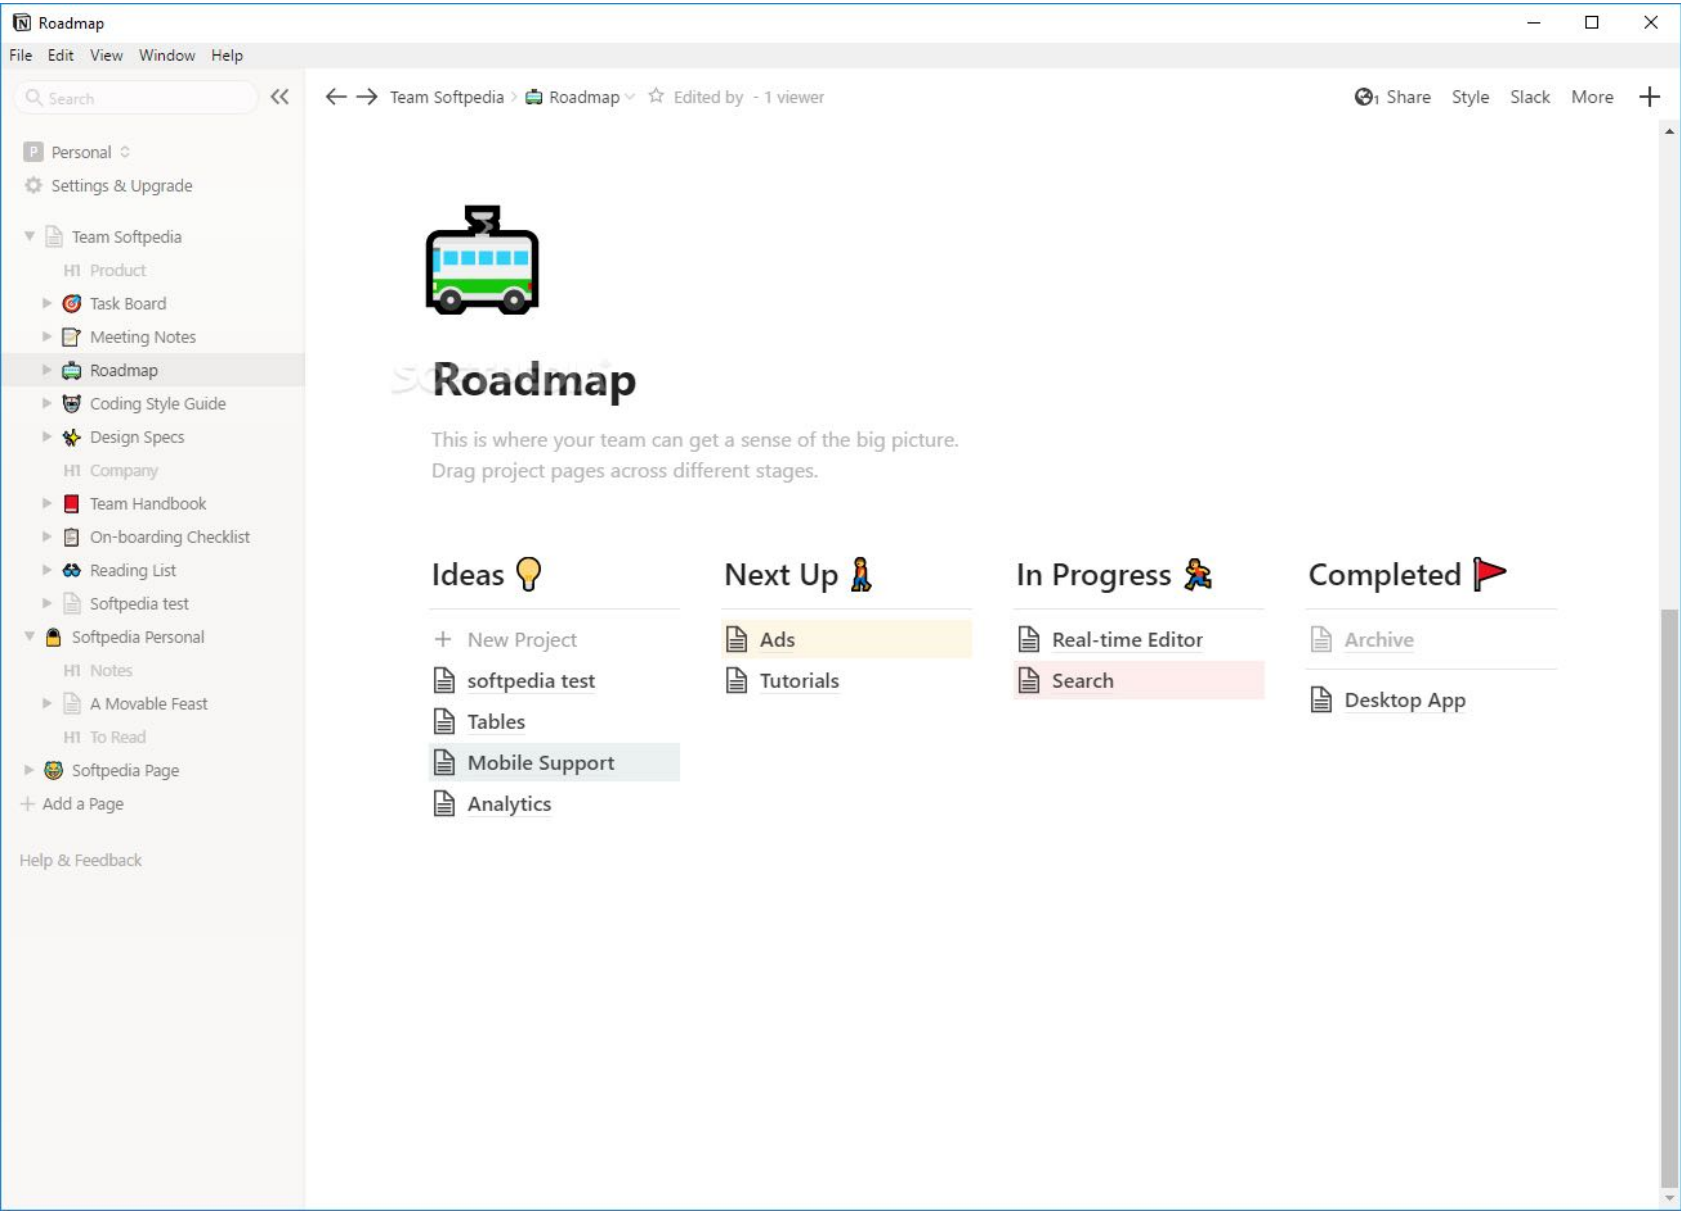 Roadmap
File Edit View Window Help
Search
Team Softpedia Roadmap Edited by - 1 viewer
1 Share Style Slack More
P Personal
Settings & Upgrade
Team Softpedia
H1 Product
Task Board
Meeting Notes
Roadmap
Coding Style Guide
Design Specs
H1 Company
Team Handbook
On-boarding Checklist
Reading List
Softpedia test
Softpedia Personal
H1 Notes
A Movable Feast
H1 To Read
Softpedia Page
Add a Page
Help & Feedback
Roadmap
This is where your team can get a sense of the big picture.
Drag project pages across different stages.
Ideas
New Project
softpedia test
Tables
Mobile Support
Analytics
Next Up
Ads
Tutorials
In Progress
Real-time Editor
Search
Completed
Archive
Desktop App